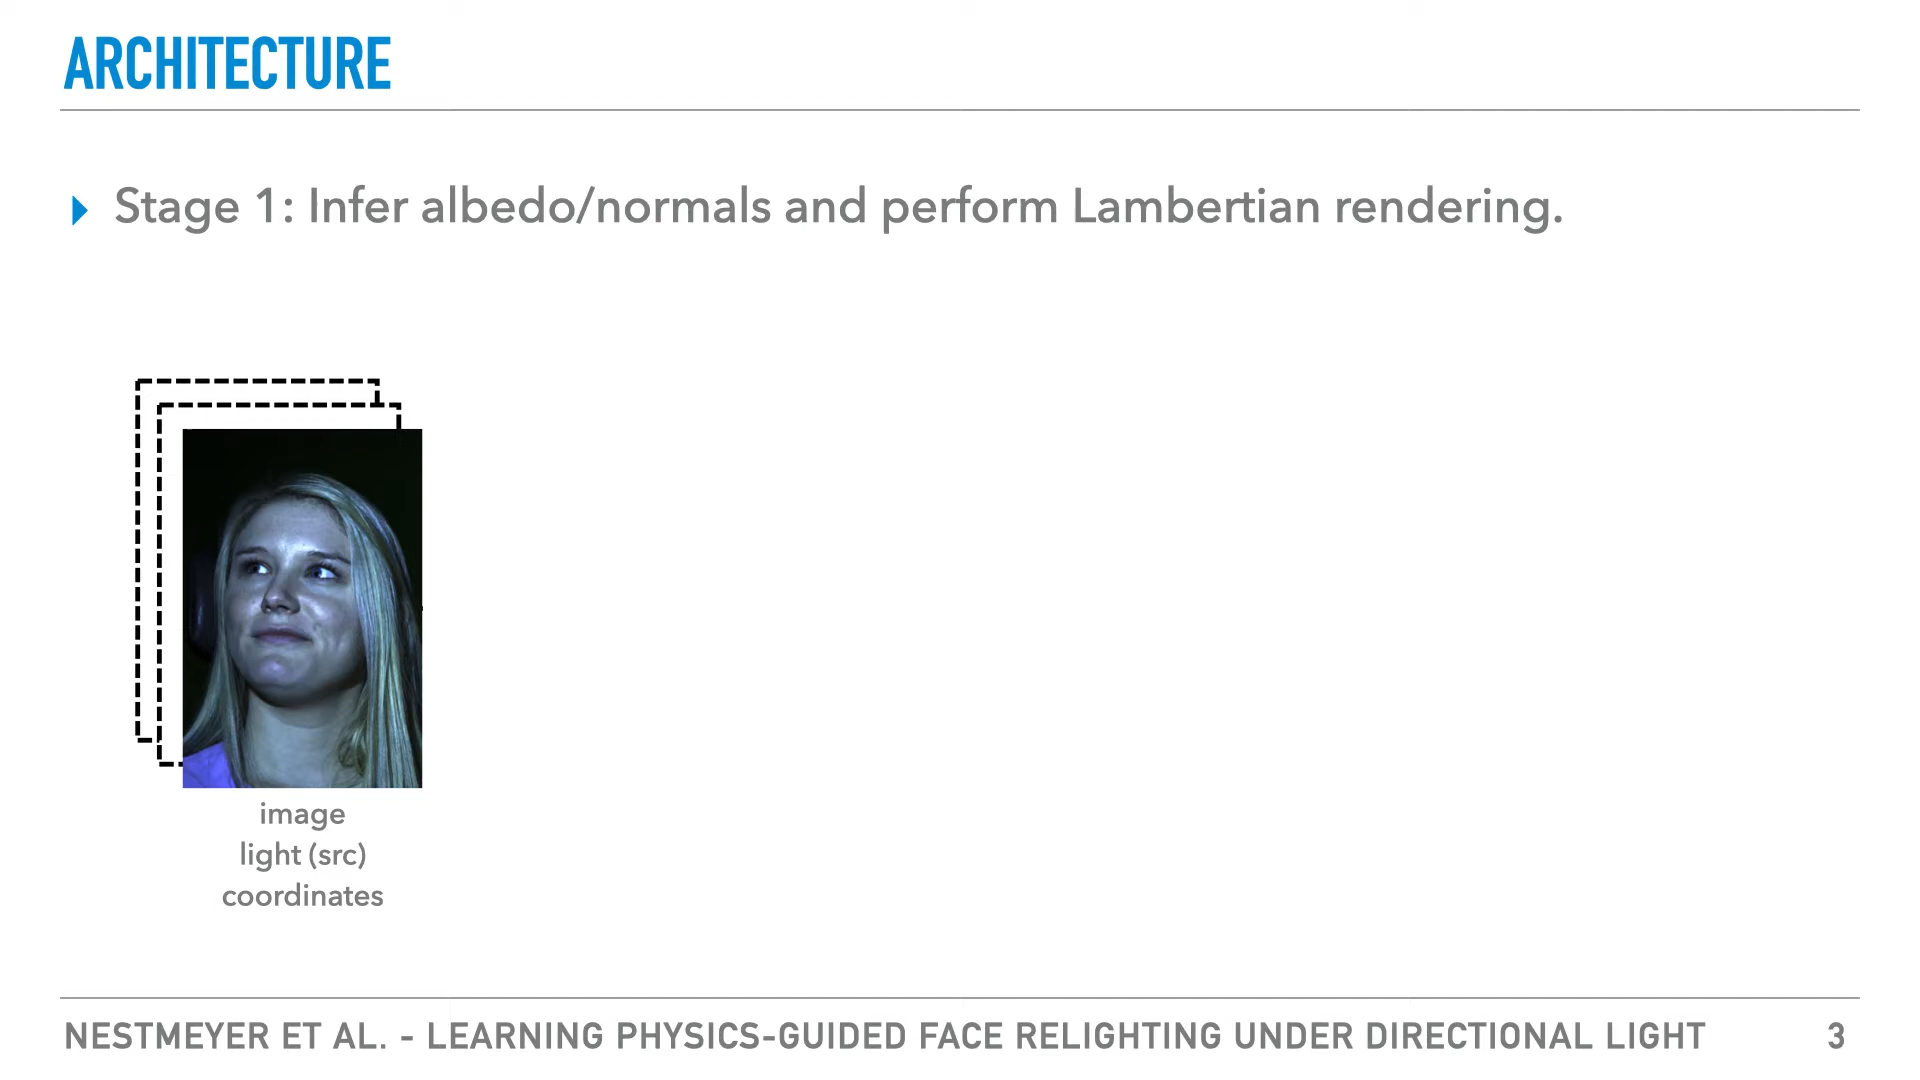 ARCHITECTURE
Stage 1: Infer albedo/normals and perform Lambertian rendering.
image
light (src)
coordinates
NESTMEYER ET AL. - LEARNING PHYSICS-GUIDED FACE RELIGHTING UNDER DIRECTIONAL LIGHT 3